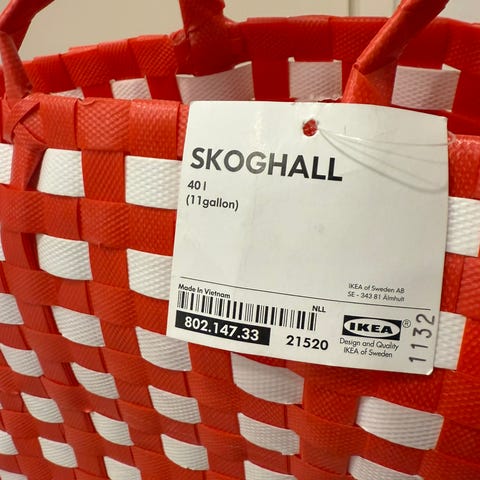 SKOGHALL
40 l
(11gallon)
IKEA of Sweden AB
SE - 343 81 Älmhult
Made in Vietnam
NLL
802.147.33
21520
IKEA®
Design and Quality
IKEA of Sweden
1132